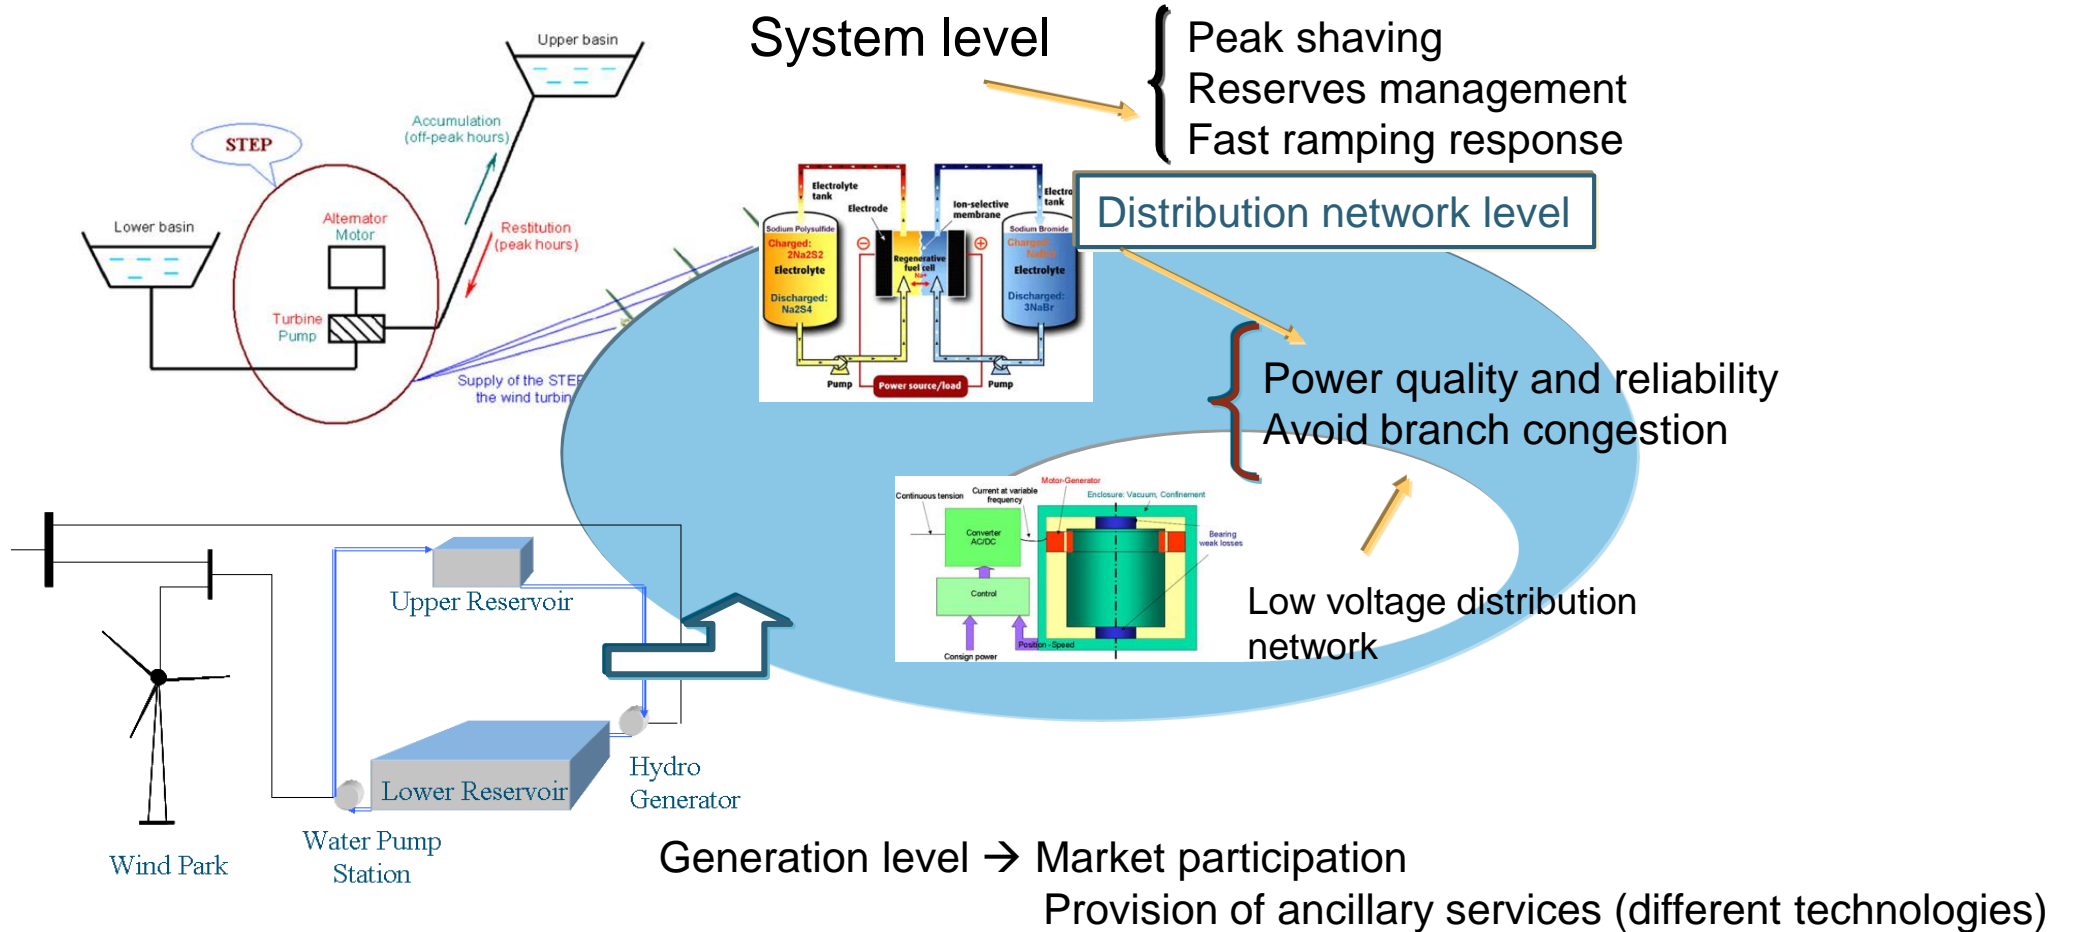 System level
Peak shaving
Reserves management
Fast ramping response
Upper basin
Accumulation
(off-peak hours)
STEP
Lower basin
Alternator
Motor
Restitution
(peak hours)
Turbine
Pump
Supply of the STEP
the wind turbin
Electrolyte
tank
Electrode
Ion-selective
membrane
Electro
tank
Sodium Polysulfide
Charged:
2Na2S2
Electrolyte
Discharged:
Na2S4
Regenerative
fuel cell
Na+
Sodium Bromide
Charged:
Electrolyte
Discharged:
3NaBr
Pump
Power source/load
Pump
Distribution network level
Power quality and reliability
Avoid branch congestion
Continuous tension
Current at variable
frequency
Motor-Generator
Enclosure: Vacuum, Confinement
Converter
AC/DC
Bearing
weak losses
Control
Position -Speed
Consign power
Low voltage distribution
network
Upper Reservoir
Lower Reservoir
Hydro
Generator
Water Pump
Station
Wind Park
Generation level → Market participation
Provision of ancillary services (different technologies)